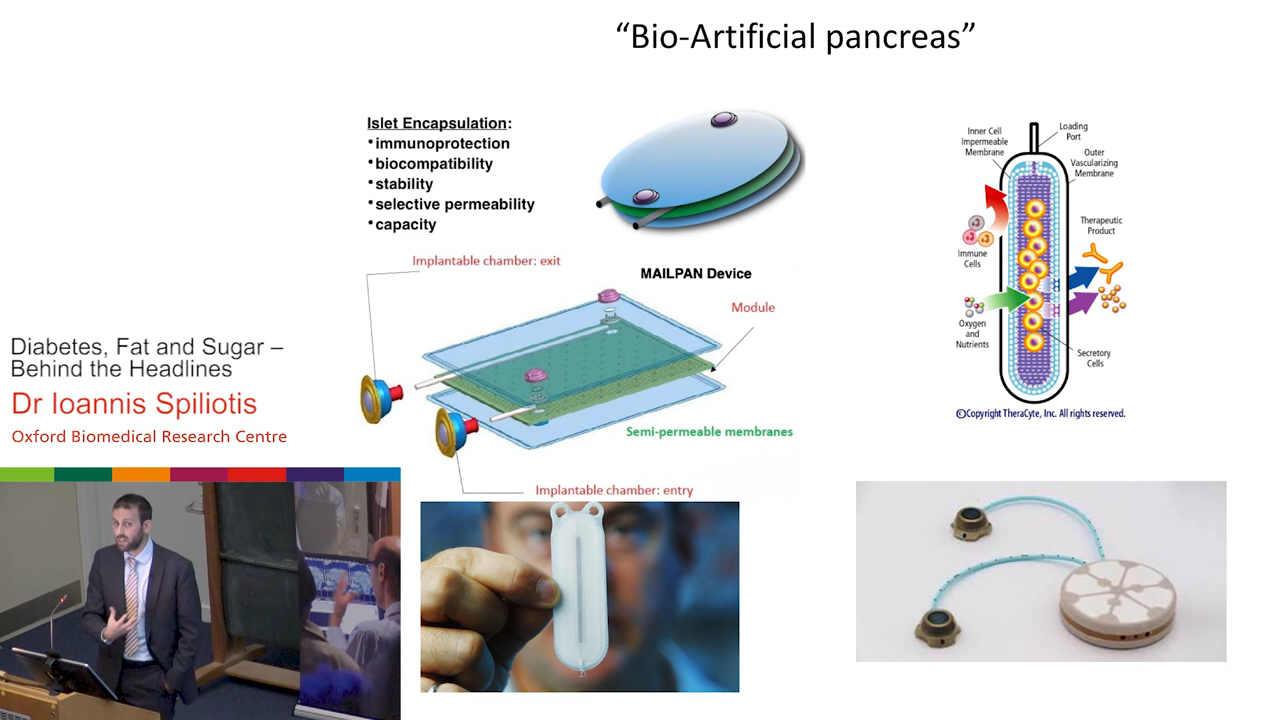 “Bio-Artificial pancreas”
Islet Encapsulation:
•immunoprotection
•biocompatibility
•stability
•selective permeability
•capacity
Implantable chamber: exit
MAILPAN Device
Module
Semi-permeable membranes
Implantable chamber: entry
Inner Cell
Impermeable
Membrane
Loading
Port
Outer
Vascularizing
Membrane
Therapeutic
Product
Immune
Cells
Oxygen
and
Nutrients
Secretory
Cells
©Copyright TheraCyte, Inc. All rights reserved.
Diabetes, Fat and Sugar –
Behind the Headlines
Dr Ioannis Spiliotis
Oxford Biomedical Research Centre